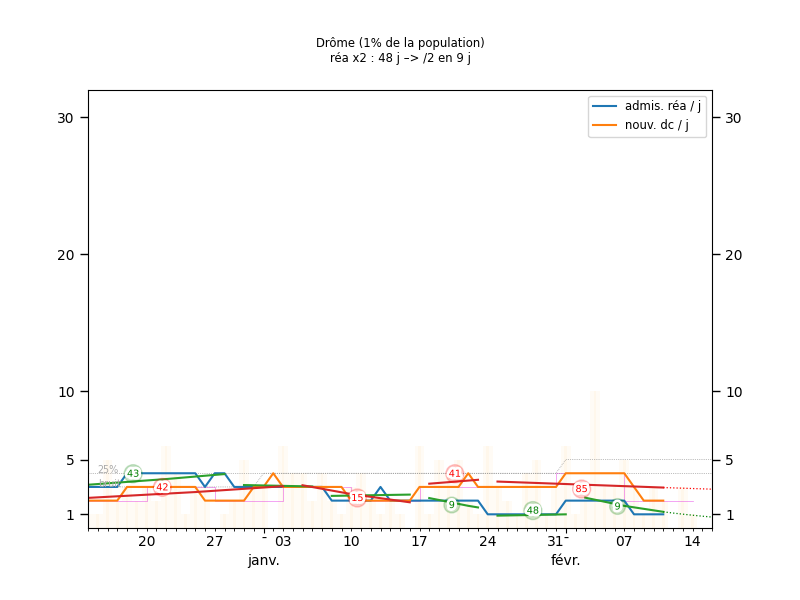 Drôme (1% de la population)
réa x2 : 48 j –> /2 en 9 j
admis. réa / j
nouv. dc / j
30 30
20 20
10 10
5 5
1 1
25%
43
42
15
41
9
48
85
9
20 27 - 03 10 17 24 31- 07 14
janv. févr.